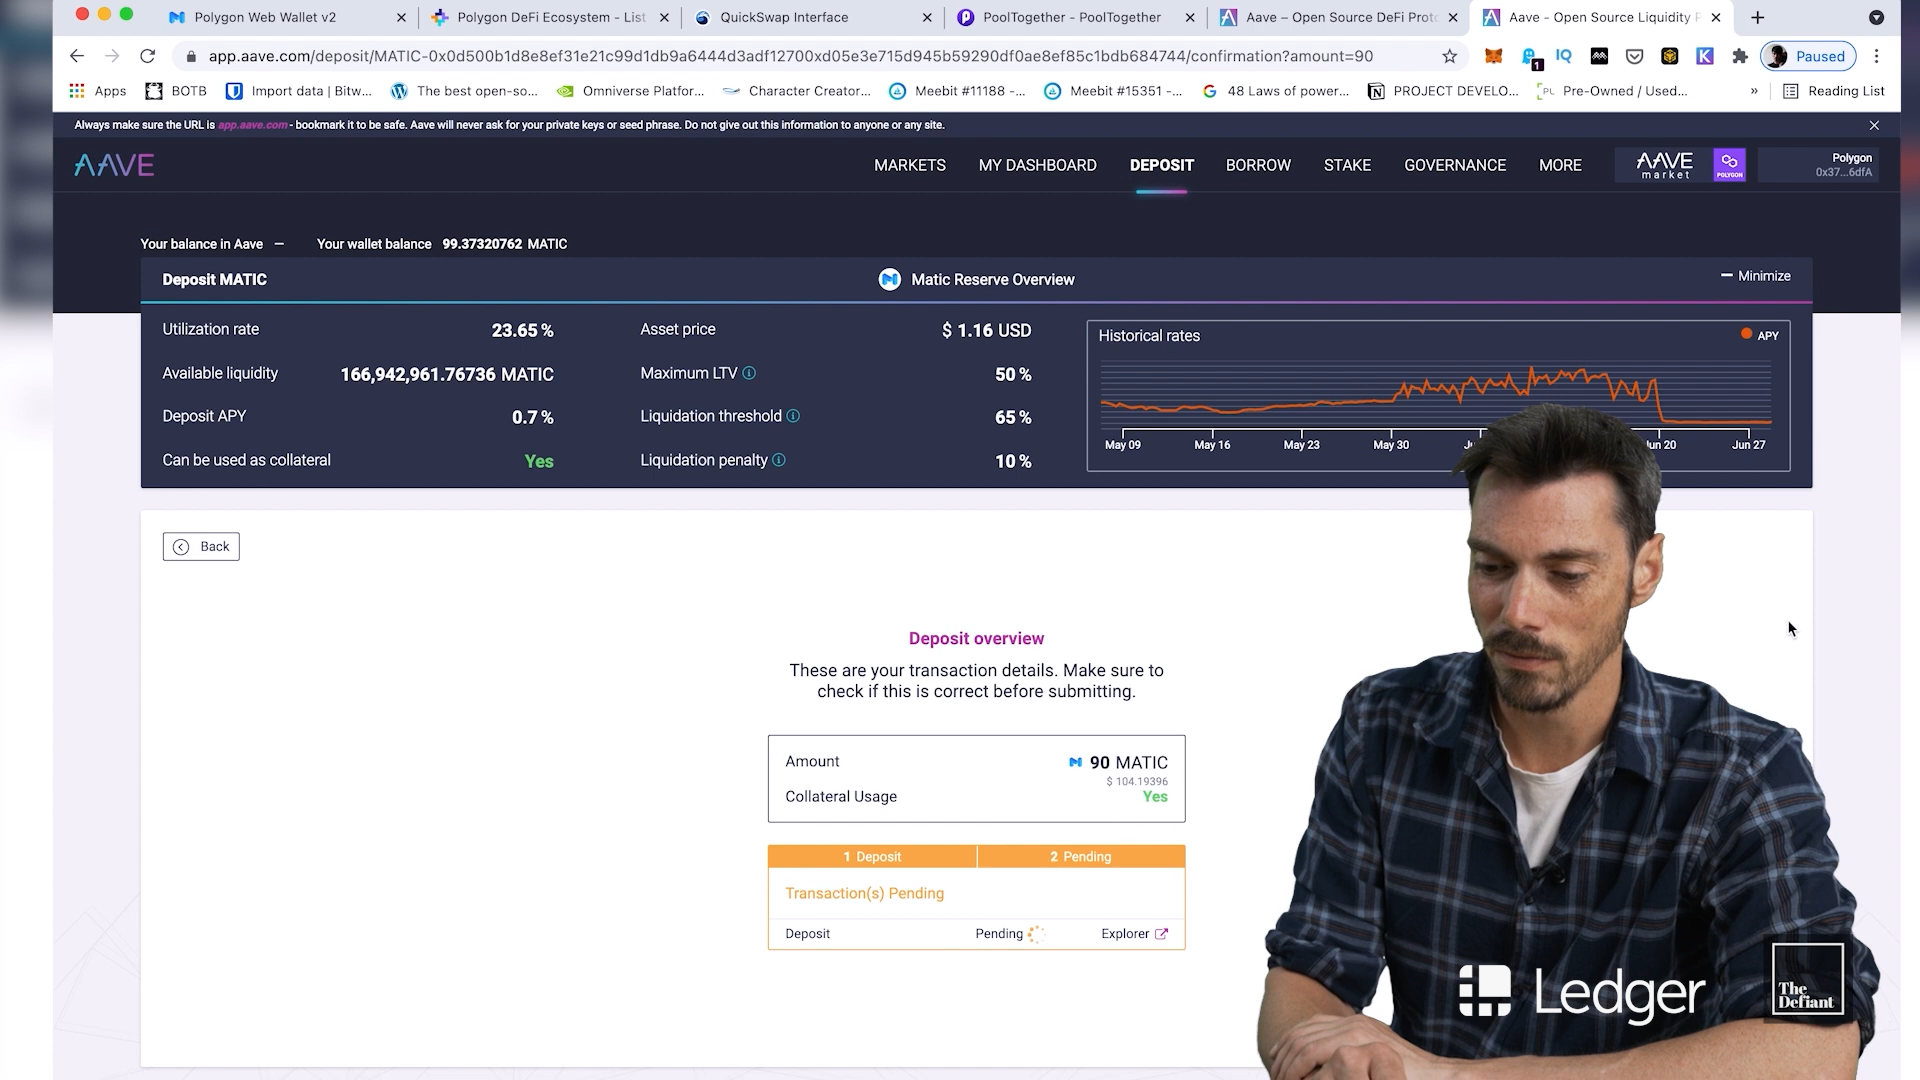 Polygon Web Wallet v2
Polygon DeFi Ecosystem - List
QuickSwap Interface
PoolTogether - PoolTogether
Aave – Open Source DeFi Proto
Aave - Open Source Liquidity P
app.aave.com/deposit/MATIC-0x0d500b1d8e8ef31e21c99d1db9a6444d3adf12700xd05e3e715d945b59290df0ae8ef85c1bdb684744/confirmation?amount=90
1
IQ
K
Paused
Apps
BOTB
Import data | Bitw...
The best open-so...
Omniverse Platfor...
Character Creator...
Meebit #11188 -...
Meebit #15351 -...
48 Laws of power...
PROJECT DEVELO...
Pre-Owned / Used...
»
Reading List
Always make sure the URL is app.aave.com - bookmark it to be safe. Aave will never ask for your private keys or seed phrase. Do not give out this information to anyone or any site.
AAVE
MARKETS
MY DASHBOARD
DEPOSIT
BORROW
STAKE
GOVERNANCE
MORE
AAVE
market
POLYGON
Polygon
0x37...6dfA
Your balance in Aave –
Your wallet balance 99.37320762 MATIC
Deposit MATIC
Matic Reserve Overview
Minimize
Utilization rate 23.65 %
Available liquidity 166,942,961.76736 MATIC
Deposit APY 0.7 %
Can be used as collateral Yes
Asset price $ 1.16 USD
Maximum LTV 50 %
Liquidation threshold 65 %
Liquidation penalty 10 %
Historical rates
APY
May 09 May 16 May 23 May 30 Jun 20 Jun 27
Back
Deposit overview
These are your transaction details. Make sure to
check if this is correct before submitting.
Amount 90 MATIC
$ 104.19396
Collateral Usage Yes
1 Deposit 2 Pending
Transaction(s) Pending
Deposit Pending Explorer
Ledger
The
Defiant